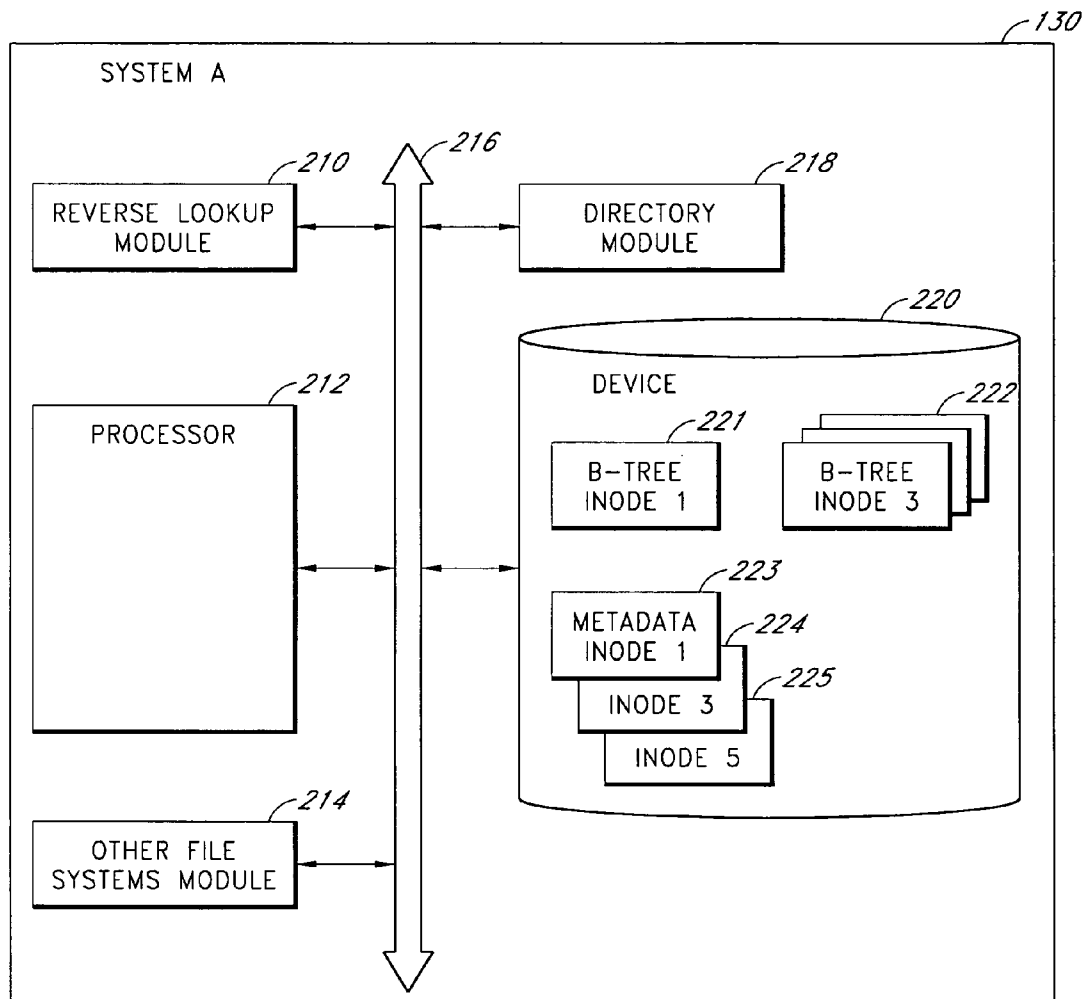 130
SYSTEM A
210
REVERSE LOOKUP
MODULE
216
218
DIRECTORY
MODULE
212
PROCESSOR
220
DEVICE
221
B-TREE
INODE 1
222
B-TREE
INODE 3
223
METADATA
INODE 1
224
INODE 3
225
INODE 5
214
OTHER FILE
SYSTEMS MODULE